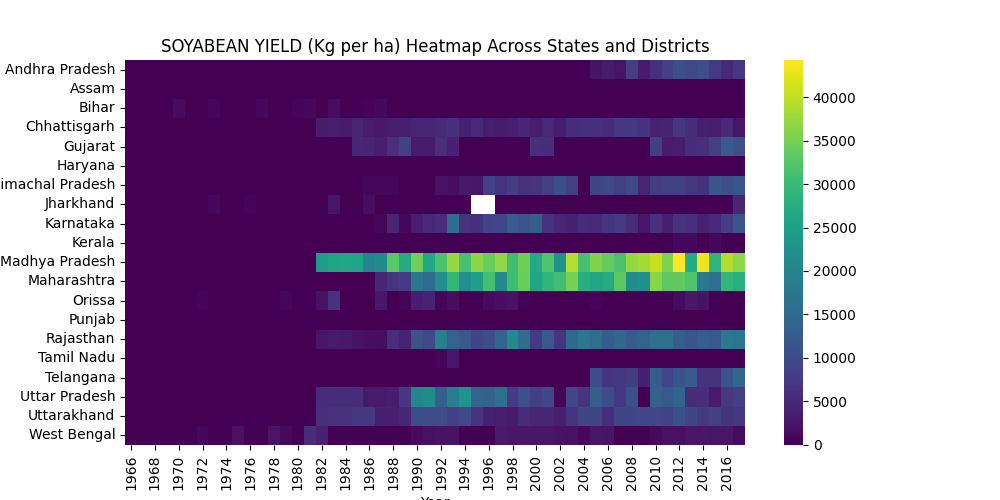 SOYABEAN YIELD (Kg per ha) Heatmap Across States and Districts
Andhra Pradesh
Assam
Bihar
Chhattisgarh
Gujarat
Haryana
imachal Pradesh
Jharkhand
Karnataka
Kerala
Madhya Pradesh
Maharashtra
Orissa
Punjab
Rajasthan
Tamil Nadu
Telangana
Uttar Pradesh
Uttarakhand
West Bengal
1966 1968 1970 1972 1974 1976 1978 1980 1982 1984 1986 1988 1990 1992 1994 1996 1998 2000 2002 2004 2006 2008 2010 2012 2014 2016
Year
40000
35000
30000
25000
20000
15000
10000
5000
0